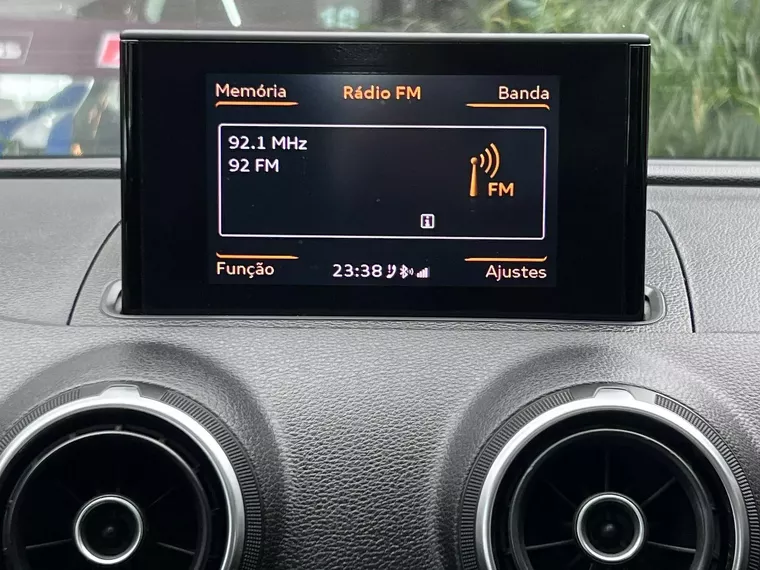 Memória Rádio FM Banda
92.1 MHz
92 FM
FM
i
Função 23:38 Ajustes